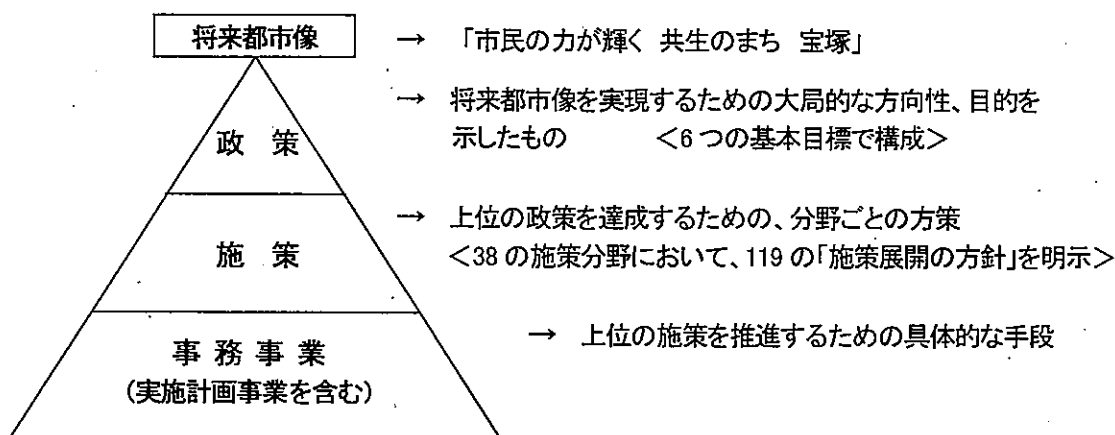 将来都市像 → 「市民の力が輝く 共生のまち 宝塚」
政 策 → 将来都市像を実現するための大局的な方向性、目的を
示したもの <6つの基本目標で構成>
施 策 → 上位の政策を達成するための、分野ごとの方策
<38の施策分野において、119の「施策展開の方針」を明示>
事 務 事 業 → 上位の施策を推進するための具体的な手段
(実施計画事業を含む)